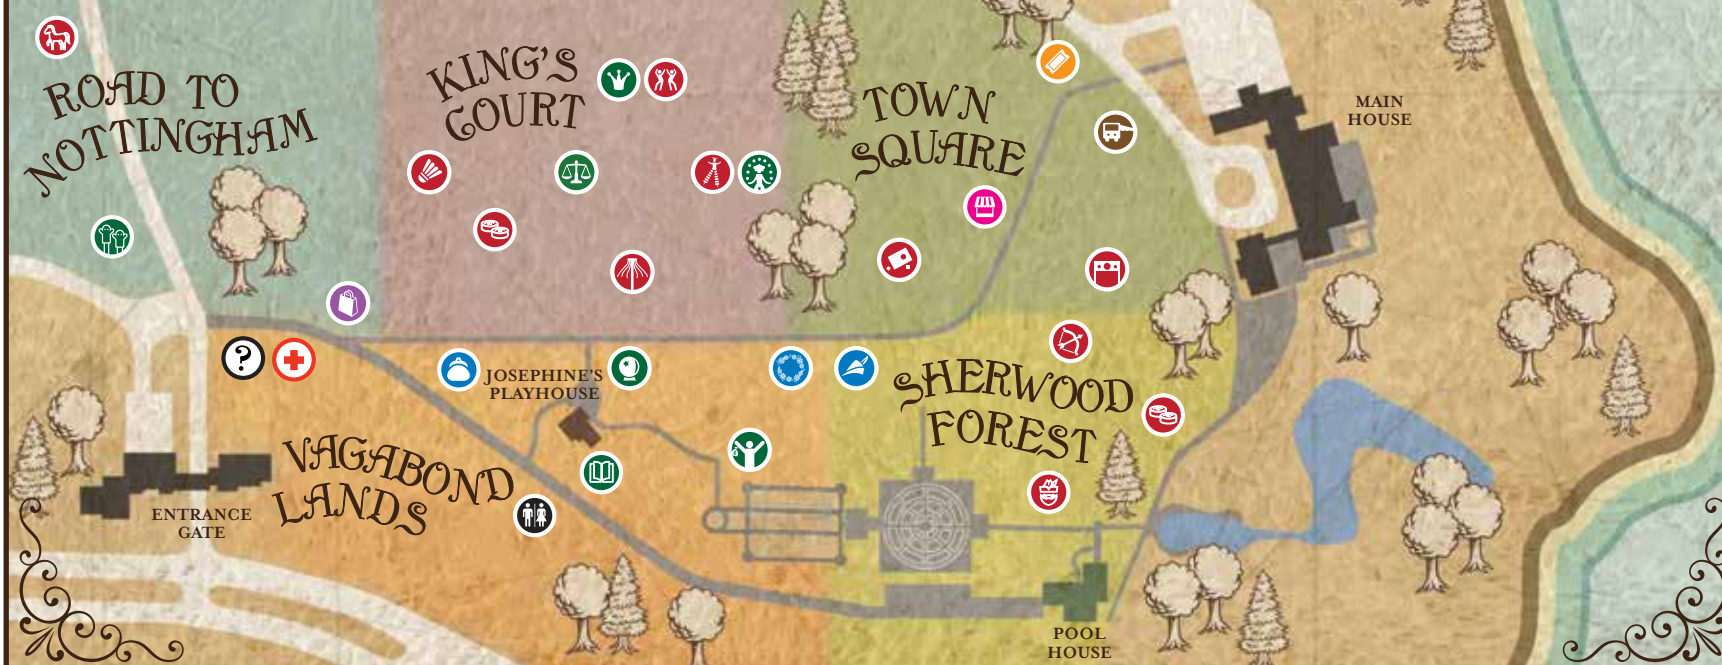 ROAD TO
NOTTINGHAM
KING'S
COURT
TOWN
SQUARE
MAIN
HOUSE
?
JOSEPHINE'S
PLAYHOUSE
SHERWOOD
FOREST
VAGABOND
LANDS
ENTRANCE
GATE
POOL
HOUSE